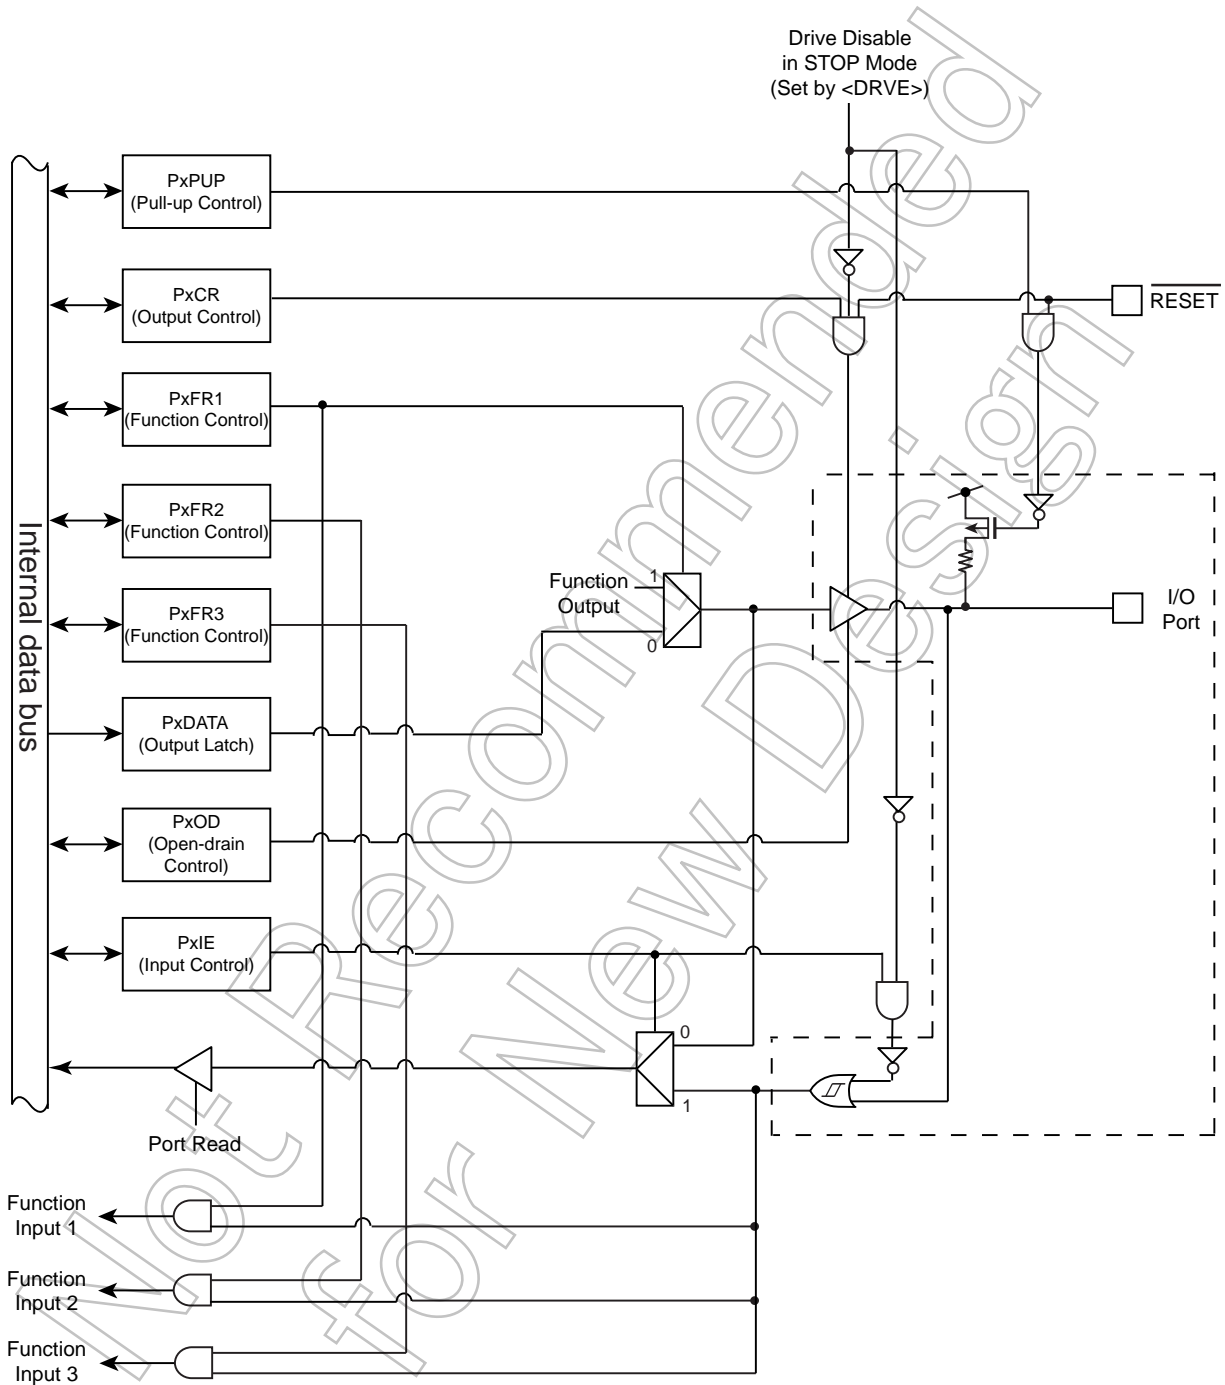 Drive Disable
in STOP Mode
(Set by <DRVE>)
PxPUP
(Pull-up Control)
PxCR
(Output Control)
RESET
PxFR1
(Function Control)
PxFR2
(Function Control)
Internal data bus
Function
Output
1
0
I/O
Port
PxFR3
(Function Control)
PxDATA
(Output Latch)
PxOD
(Open-drain
Control)
PxIE
(Input Control)
0
1
Port Read
Function
Input 1
Function
Input 2
Function
Input 3
Not Recommended
for New Design